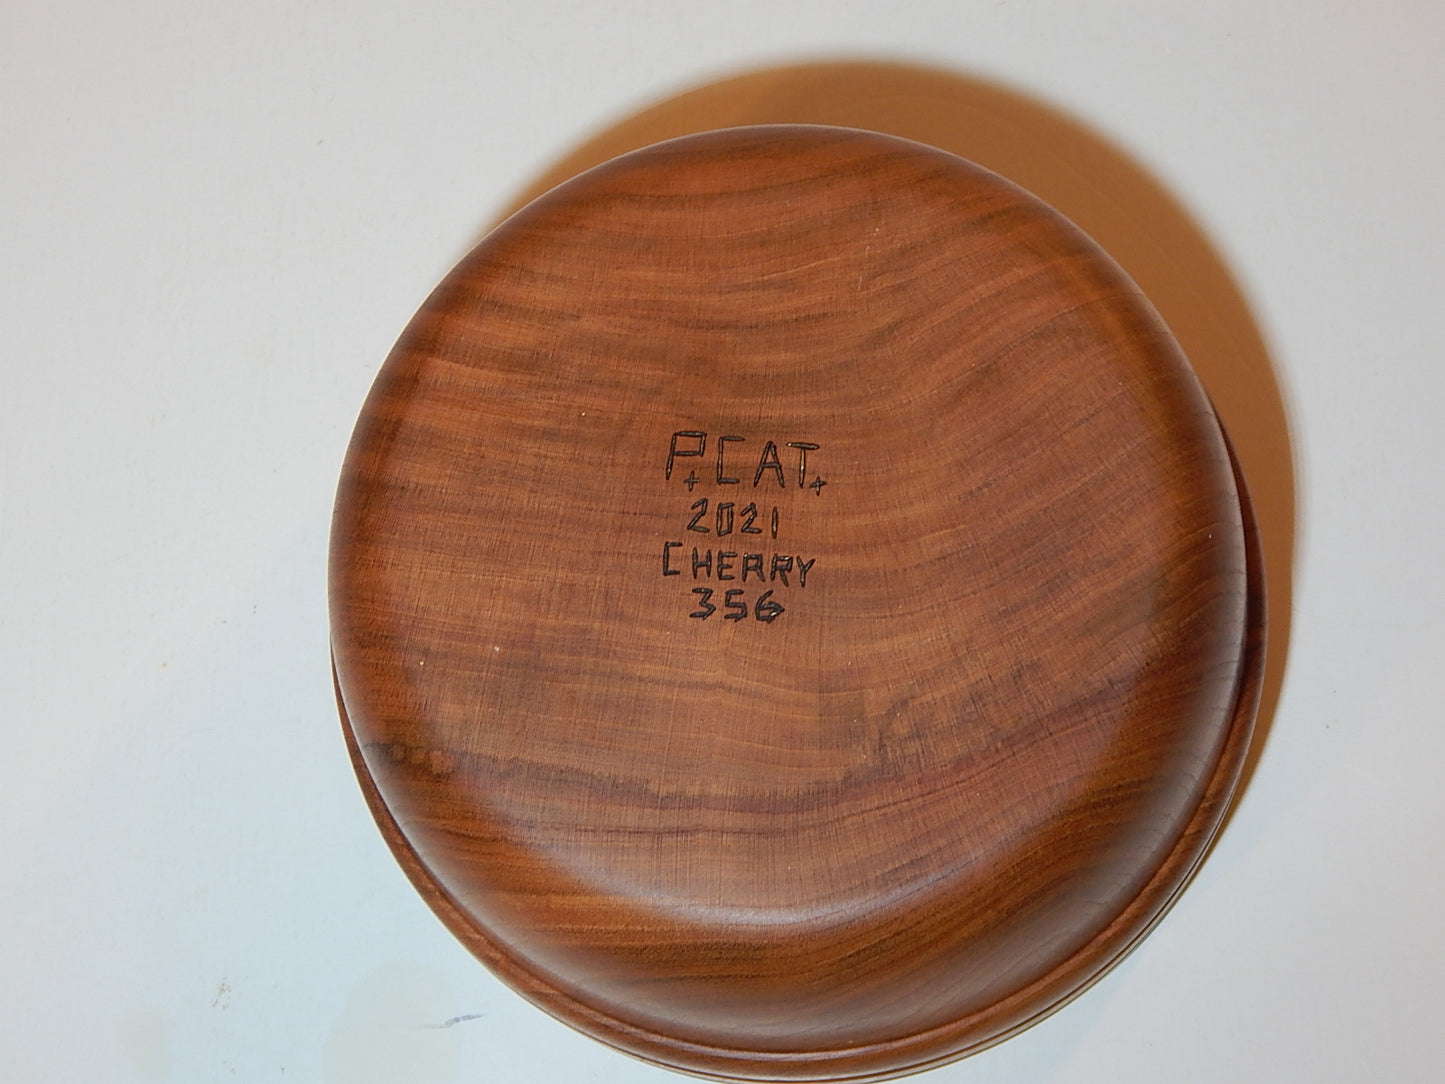 P.CAT.
2021
CHERRY
356